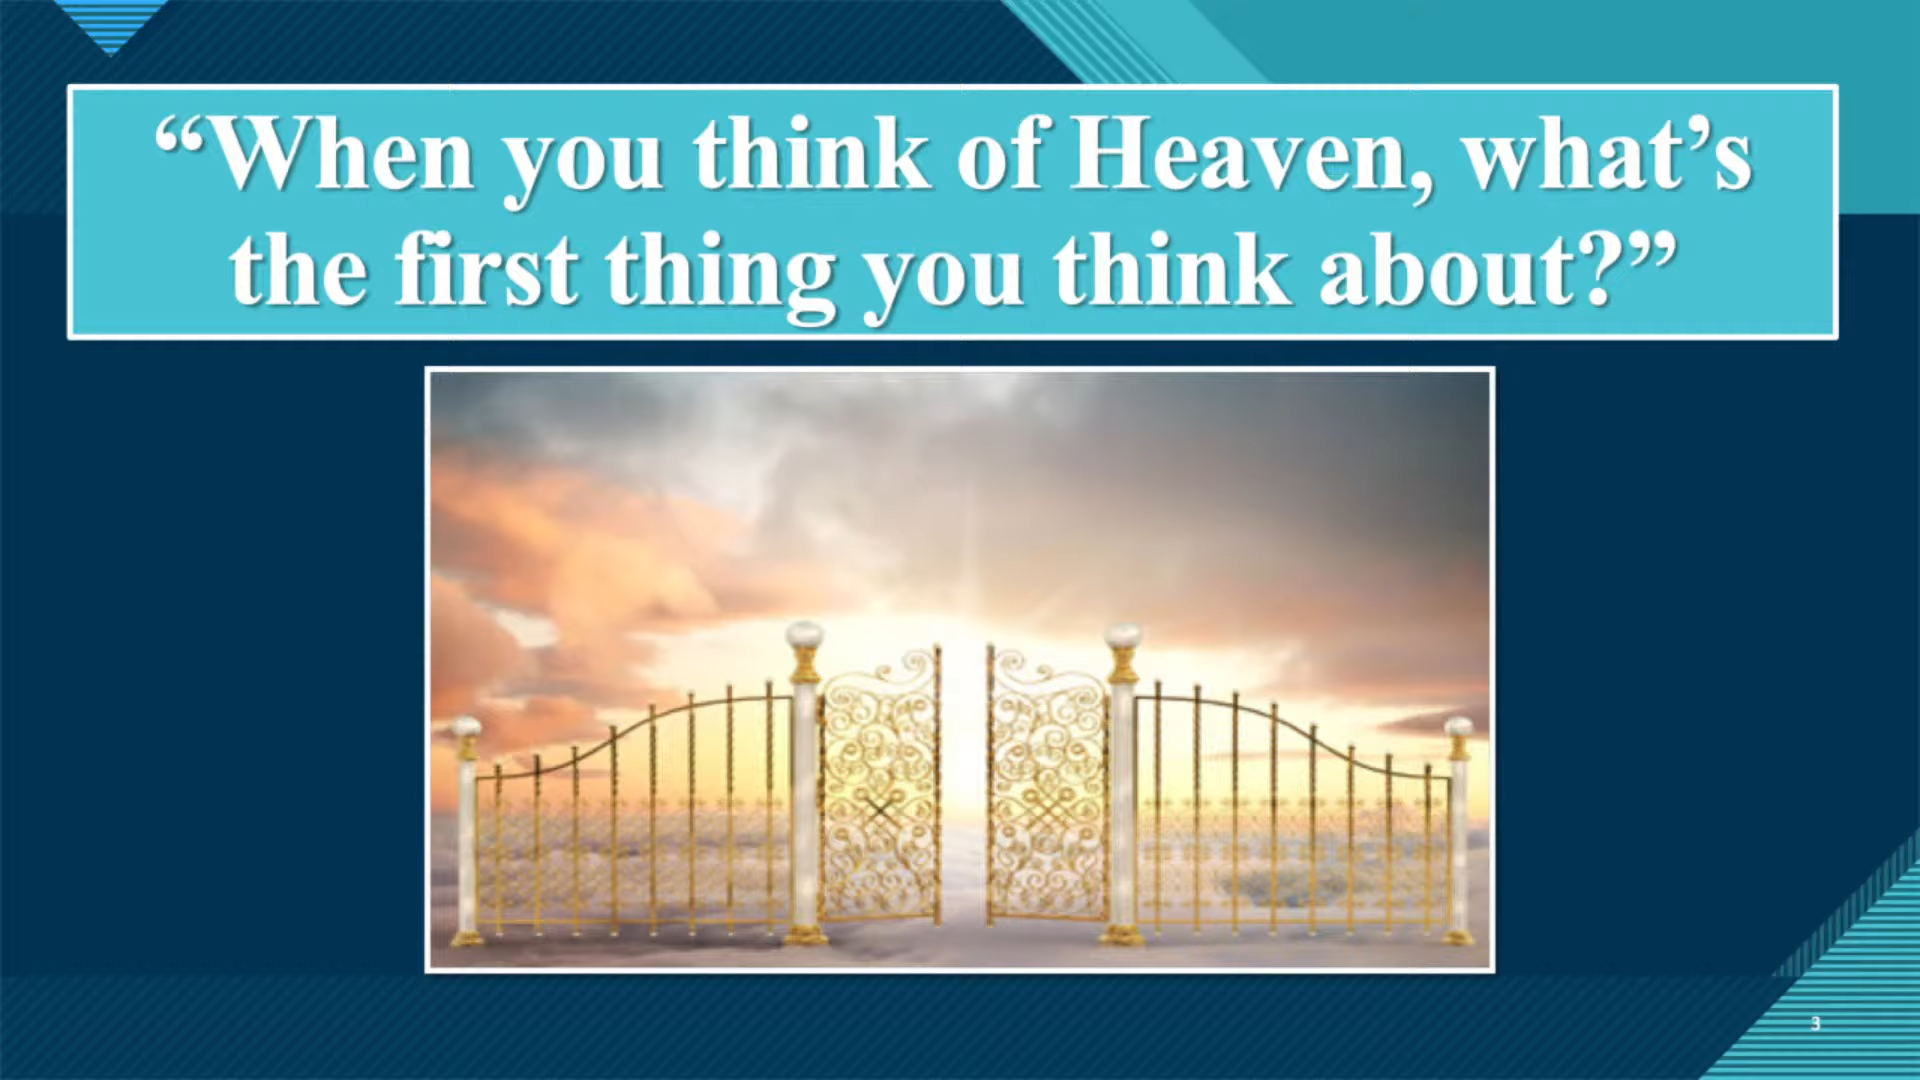 “When you think of Heaven, what’s
the first thing you think about?”
3